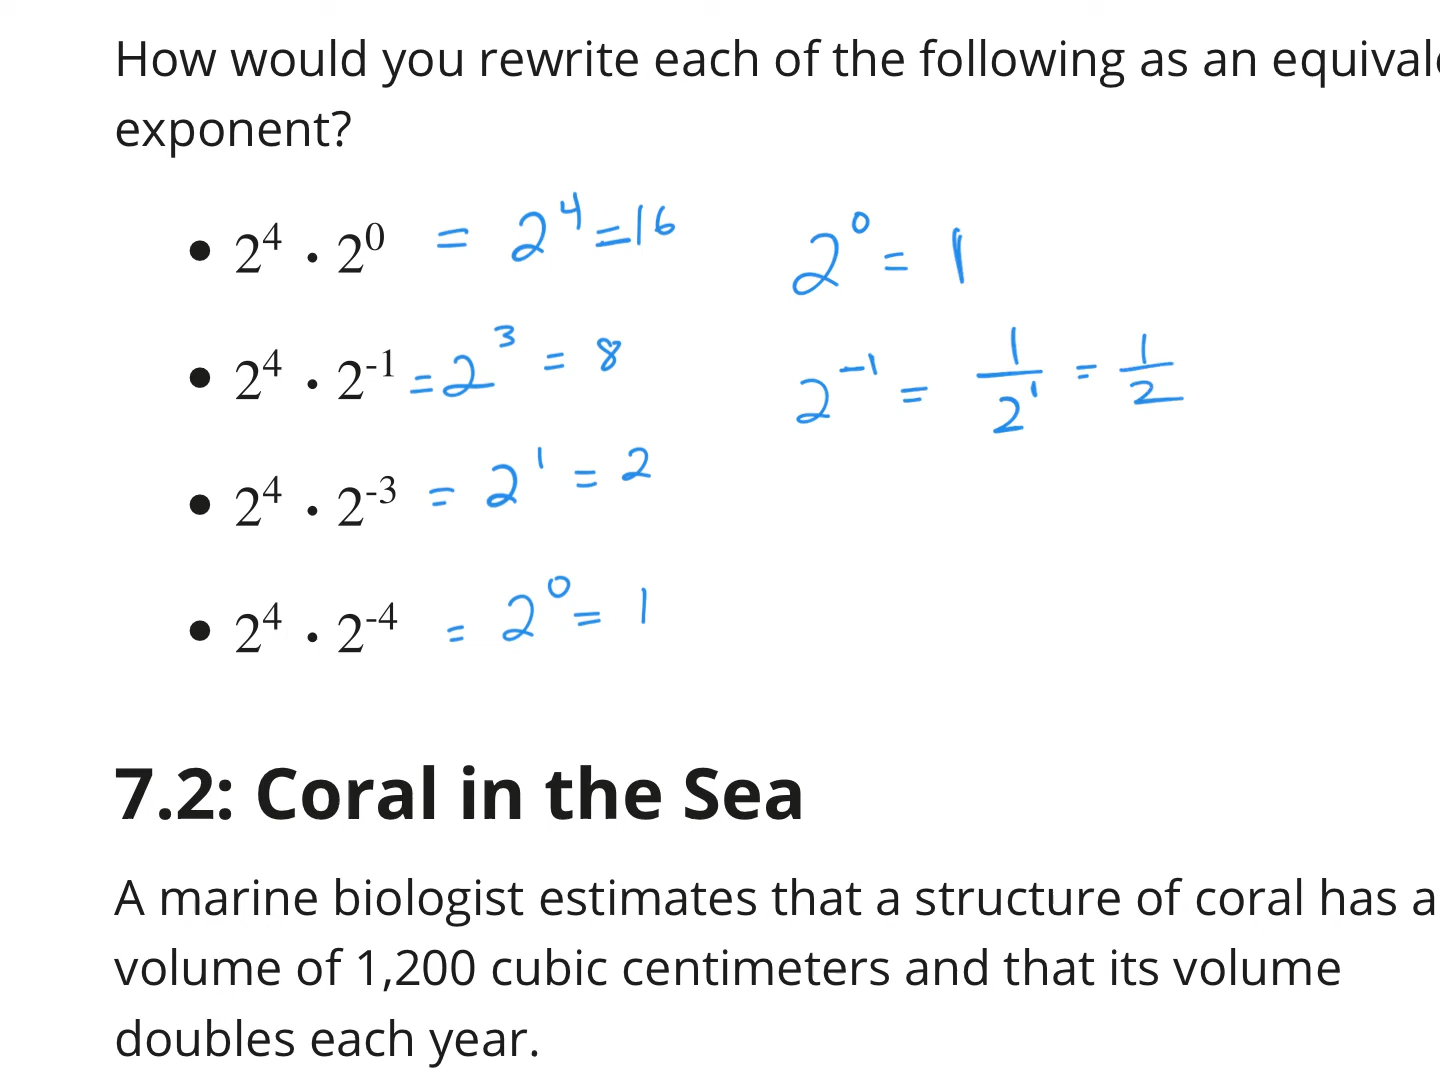 How would you rewrite each of the following as an equivale
exponent?
• 2⁴ · 2⁰ = 2⁴ = 16 2⁰ = 1
• 2⁴ · 2⁻¹ = 2³ = 8 2⁻¹ = 1/2¹ = 1/2
• 2⁴ · 2⁻³ = 2¹ = 2
• 2⁴ · 2⁻⁴ = 2⁰ = 1
7.2: Coral in the Sea
A marine biologist estimates that a structure of coral has a
volume of 1,200 cubic centimeters and that its volume
doubles each year.